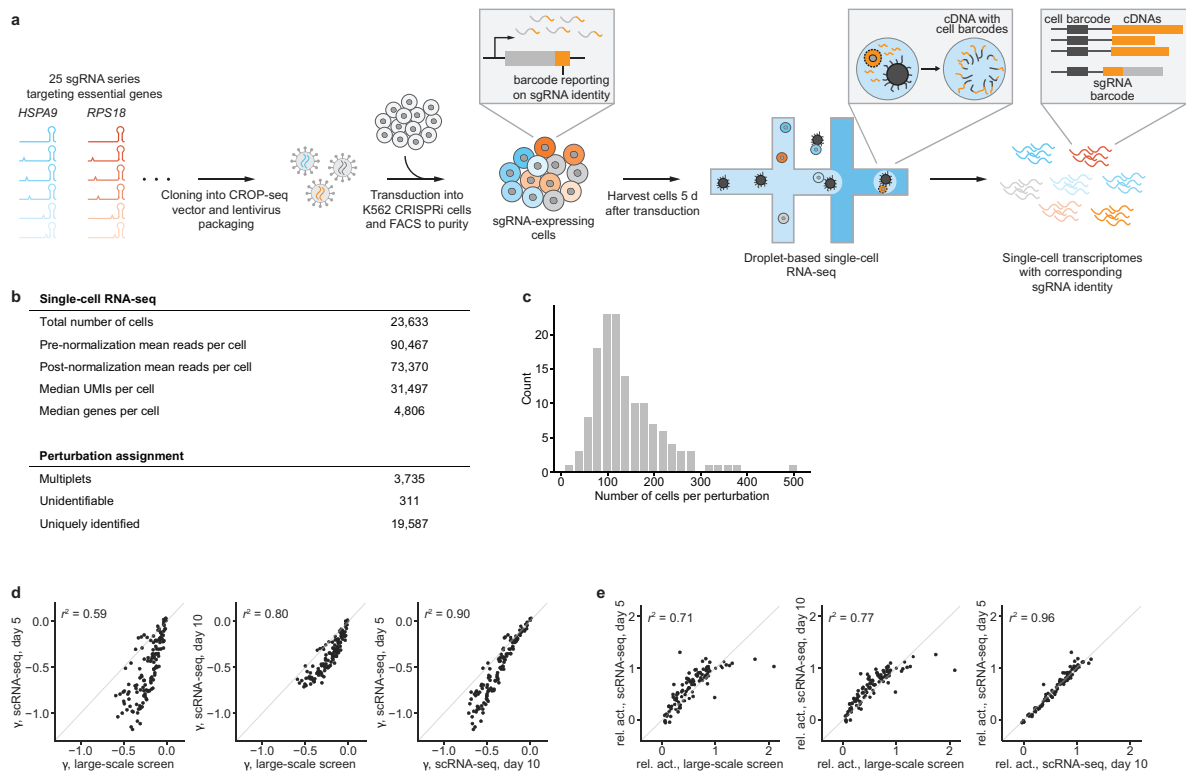 a
25 sgRNA series
targeting essential genes
HSPA9 RPS18
Cloning into CROP-seq
vector and lentivirus
packaging
Transduction into
K562 CRISPRi cells
and FACS to purity
barcode reporting
on sgRNA identity
sgRNA-expressing
cells
Harvest cells 5 d
after transduction
Droplet-based single-cell
RNA-seq
cDNA with
cell barcodes
cell barcode cDNAs
sgRNA
barcode
Single-cell transcriptomes
with corresponding
sgRNA identity
b
Single-cell RNA-seq
Total number of cells 23,633
Pre-normalization mean reads per cell 90,467
Post-normalization mean reads per cell 73,370
Median UMIs per cell 31,497
Median genes per cell 4,806
Perturbation assignment
Multiplets 3,735
Unidentifiable 311
Uniquely identified 19,587
c
Count
20
15
10
5
0
0 100 200 300 400 500
Number of cells per perturbation
d
γ, scRNA-seq, day 5
r² = 0.59
0.0
−0.5
−1.0
−1.0 −0.5 0.0
γ, large-scale screen
γ, scRNA-seq, day 10
r² = 0.80
0.0
−0.5
−1.0
−1.0 −0.5 0.0
γ, large-scale screen
γ, scRNA-seq, day 5
r² = 0.90
0.0
−0.5
−1.0
−1.0 −0.5 0.0
γ, scRNA-seq, day 10
e
rel. act., scRNA-seq, day 5
r² = 0.71
2
1
0
0 1 2
rel. act., large-scale screen
rel. act., scRNA-seq, day 10
r² = 0.77
2
1
0
0 1 2
rel. act., large-scale screen
rel. act., scRNA-seq, day 5
r² = 0.96
2
1
0
0 1 2
rel. act., scRNA-seq, day 10